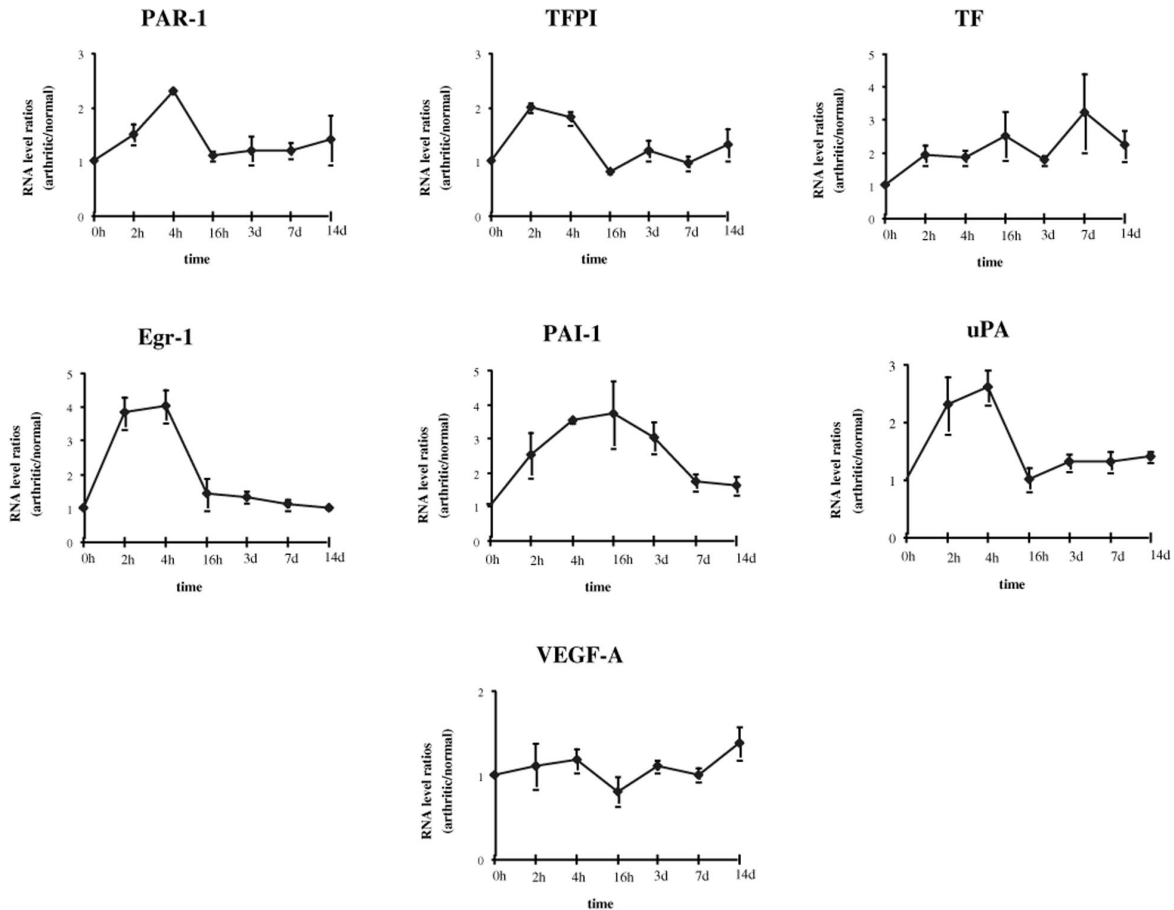 PAR-1
3
2
1
0
RNA level ratios
(arthritic/normal)
0h 2h 4h 16h 3d 7d 14d
time
TFPI
3
2
1
0
RNA level ratios
(arthritic/normal)
0h 2h 4h 16h 3d 7d 14d
time
TF
5
4
3
2
1
0
RNA level ratios
(arthritic/normal)
0h 2h 4h 16h 3d 7d 14d
time
Egr-1
5
4
3
2
1
0
RNA level ratios
(arthritic/normal)
0h 2h 4h 16h 3d 7d 14d
time
PAI-1
5
4
3
2
1
0
RNA level ratios
(arthritic/normal)
0h 2h 4h 16h 3d 7d 14d
time
uPA
3
2
1
0
RNA level ratios
(arthritic/normal)
0h 2h 4h 16h 3d 7d 14d
time
VEGF-A
2
1
0
RNA level ratios
(arthritic/normal)
0h 2h 4h 16h 3d 7d 14d
time